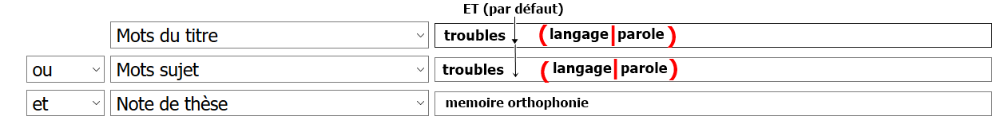 ET (par défaut)
Mots du titre troubles (langage|parole)
ou Mots sujet troubles (langage|parole)
et Note de thèse memoire orthophonie